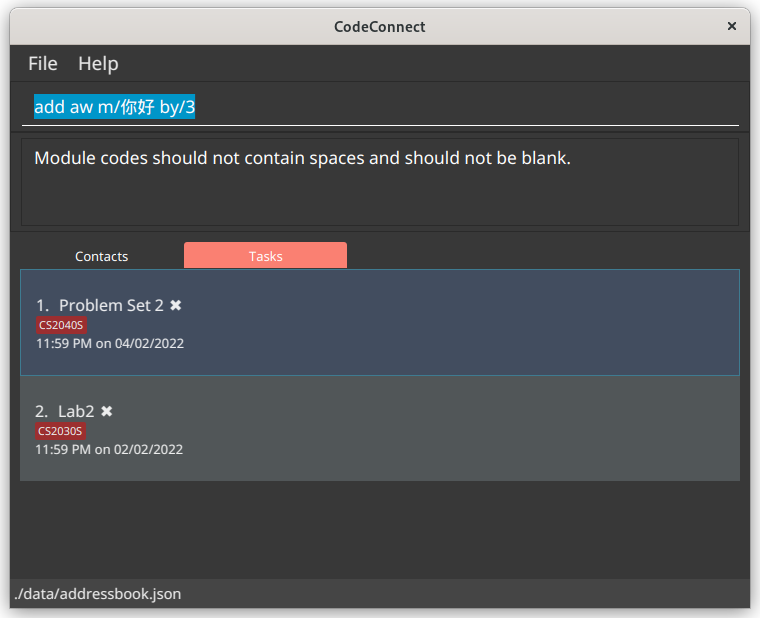 CodeConnect
File Help
add aw m/你好 by/3
Module codes should not contain spaces and should not be blank.
Contacts Tasks
1. Problem Set 2 ✖
CS2040S
11:59 PM on 04/02/2022
2. Lab2 ✖
CS2030S
11:59 PM on 02/02/2022
./data/addressbook.json